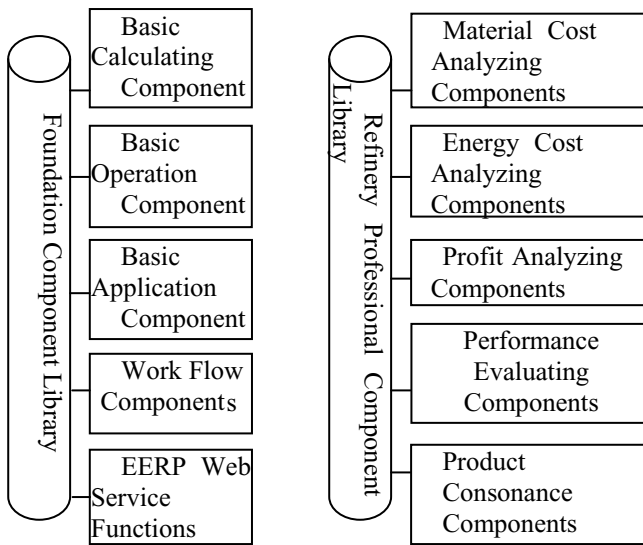 Foundation Component Library
Basic
Calculating
Component
Basic
Operation
Component
Basic
Application
Component
Work Flow
Components
EERP Web
Service
Functions
Refinery Professional Component
Library
Material Cost
Analyzing
Components
Energy Cost
Analyzing
Components
Profit Analyzing
Components
Performance
Evaluating
Components
Product
Consonance
Components